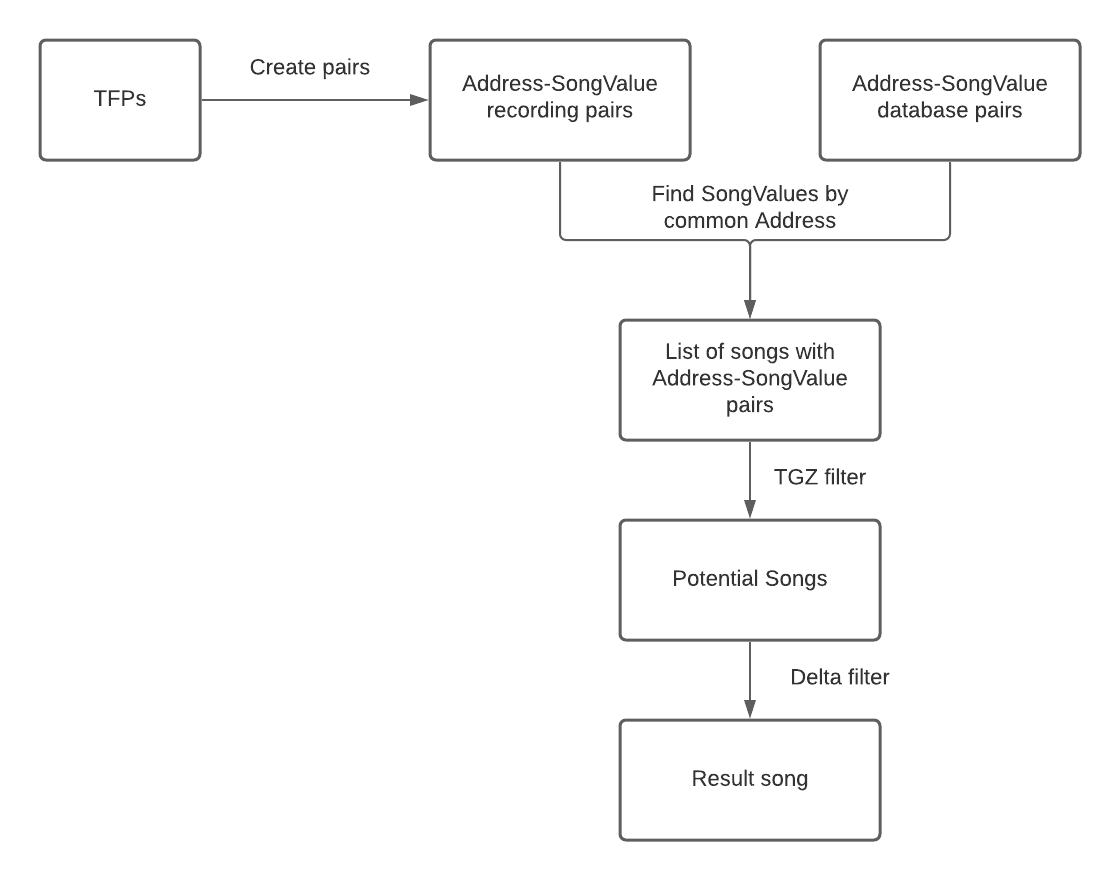 TFPs
Create pairs
Address-SongValue
recording pairs
Address-SongValue
database pairs
Find SongValues by
common Address
List of songs with
Address-SongValue
pairs
TGZ filter
Potential Songs
Delta filter
Result song